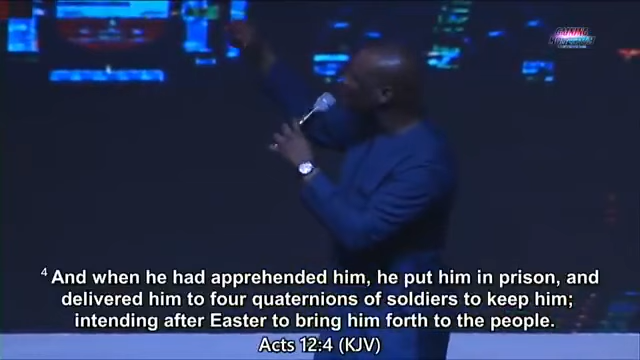 ⁴ And when he had apprehended him, he put him in prison, and
delivered him to four quaternions of soldiers to keep him;
intending after Easter to bring him forth to the people.
Acts 12:4 (KJV)